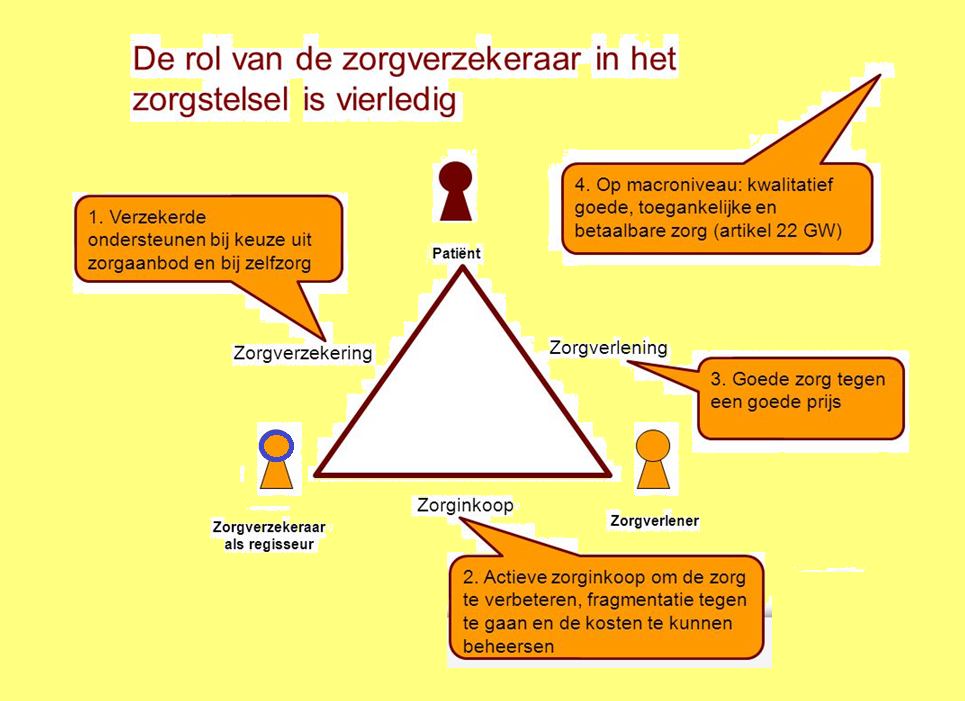 De rol van de zorgverzekeraar in het
zorgstelsel is vierledig
4. Op macroniveau: kwalitatief
goede, toegankelijke en
betaalbare zorg (artikel 22 GW)
1. Verzekerde
ondersteunen bij keuze uit
zorgaanbod en bij zelfzorg
Patiënt
Zorgverzekering
Zorgverlening
3. Goede zorg tegen
een goede prijs
Zorginkoop
Zorgverzekeraar
als regisseur
Zorgverlener
2. Actieve zorginkoop om de zorg
te verbeteren, fragmentatie tegen
te gaan en de kosten te kunnen
beheersen